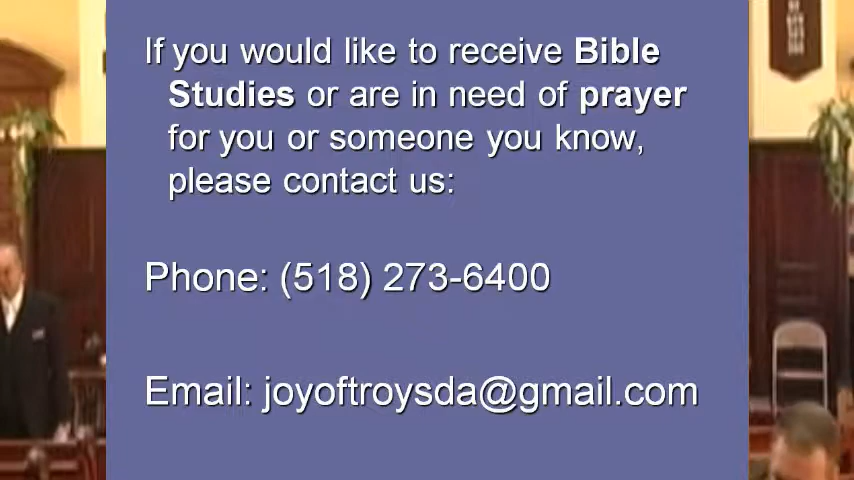 If you would like to receive Bible
Studies or are in need of prayer
for you or someone you know,
please contact us:
Phone: (518) 273-6400
Email: joyoftroysda@gmail.com